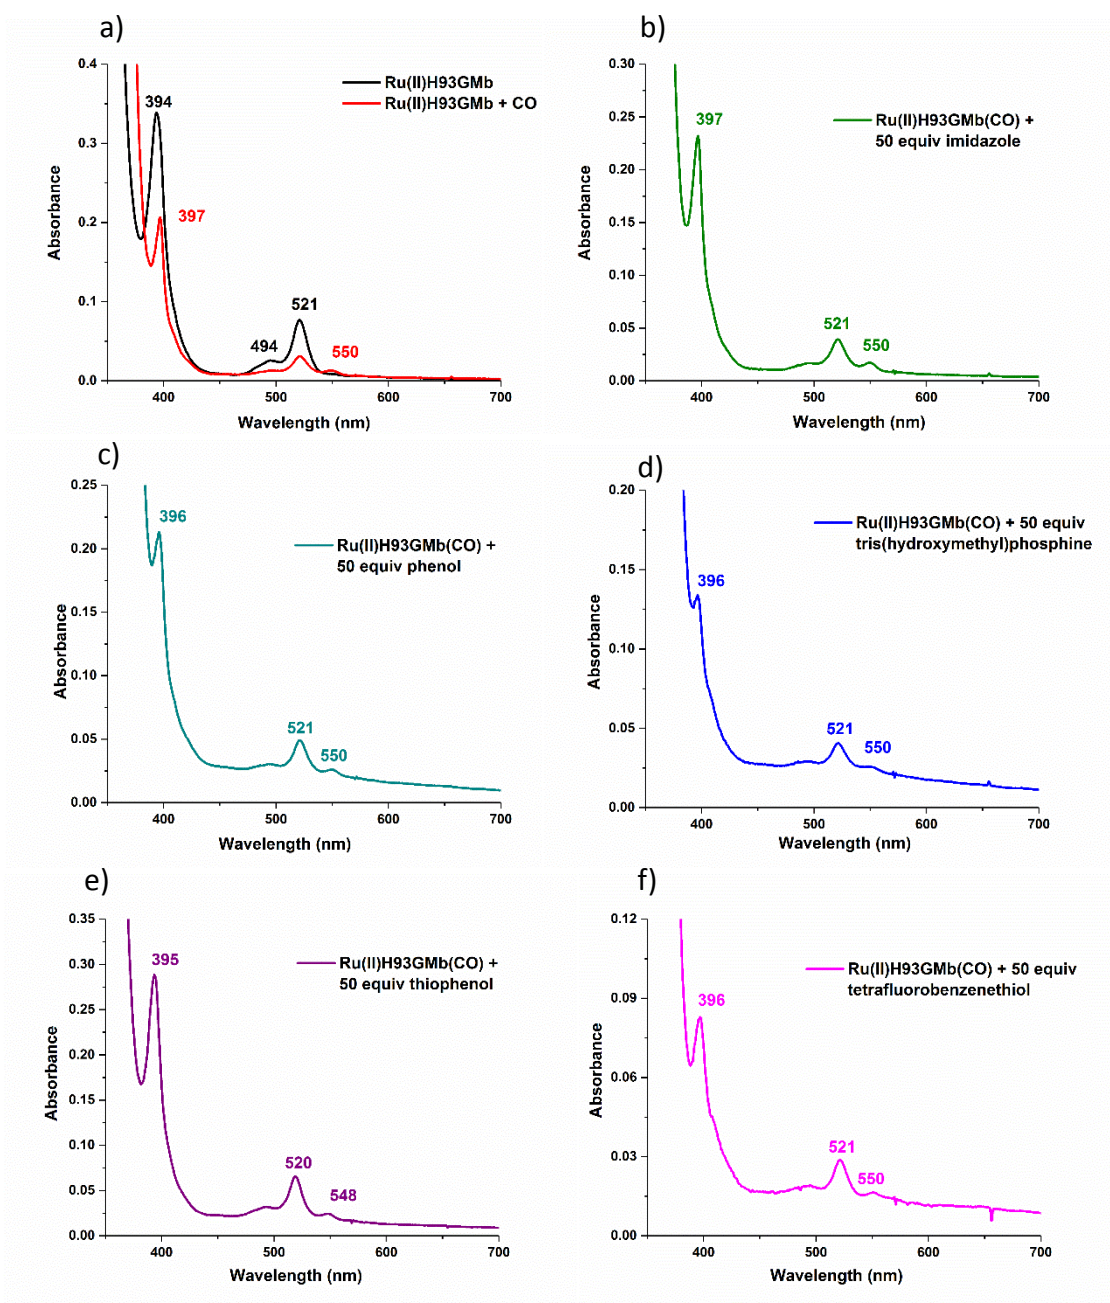 a)
Ru(II)H93GMb
Ru(II)H93GMb + CO
394
397
521
494
550
0.4
0.3
0.2
0.1
0.0
Absorbance
400
500
600
700
Wavelength (nm)
b)
Ru(II)H93GMb(CO) +
50 equiv imidazole
397
521
550
0.30
0.25
0.20
0.15
0.10
0.05
0.00
Absorbance
400
500
600
700
Wavelength (nm)
c)
Ru(II)H93GMb(CO) +
50 equiv phenol
396
521
550
0.25
0.20
0.15
0.10
0.05
0.00
Absorbance
400
500
600
700
Wavelength (nm)
d)
Ru(II)H93GMb(CO) + 50 equiv
tris(hydroxymethyl)phosphine
396
521
550
0.20
0.15
0.10
0.05
0.00
Absorbance
400
500
600
700
Wavelength (nm)
e)
Ru(II)H93GMb(CO) +
50 equiv thiophenol
395
520
548
0.35
0.30
0.25
0.20
0.15
0.10
0.05
0.00
Absorbance
400
500
600
700
Wavelength (nm)
f)
Ru(II)H93GMb(CO) + 50 equiv
tetrafluorobenzenethiol
396
521
550
0.12
0.09
0.06
0.03
0.00
Absorbance
400
500
600
700
Wavelength (nm)